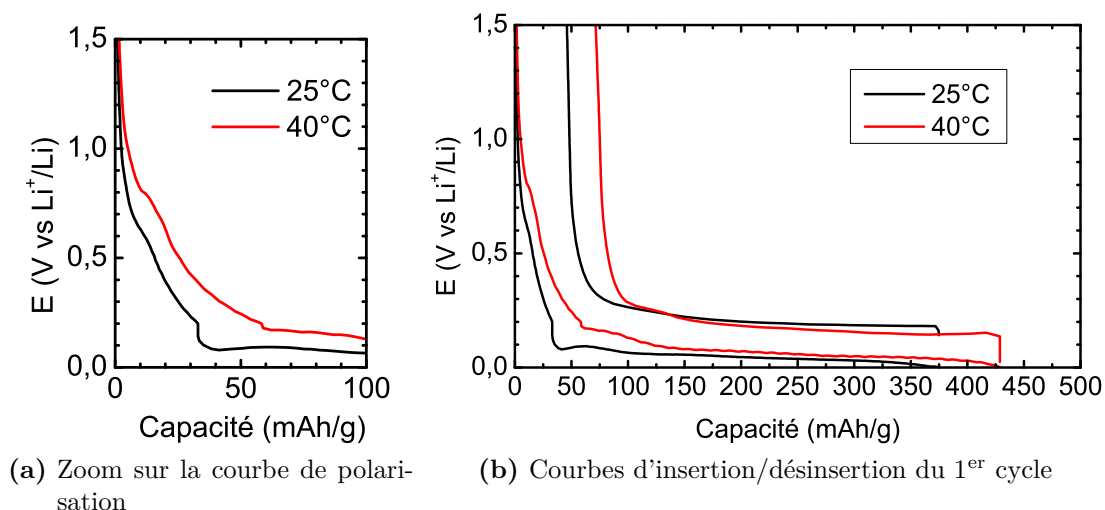 1,5
1,0
0,5
0,0
E (V vs Li⁺/Li)
25°C
40°C
0
50
100
Capacité (mAh/g)
(a) Zoom sur la courbe de polari-
sation
1,5
1,0
0,5
0,0
E (V vs Li⁺/Li)
25°C
40°C
0 50 100 150 200 250 300 350 400 450 500
Capacité (mAh/g)
(b) Courbes d'insertion/désinsertion du 1ᵉʳ cycle